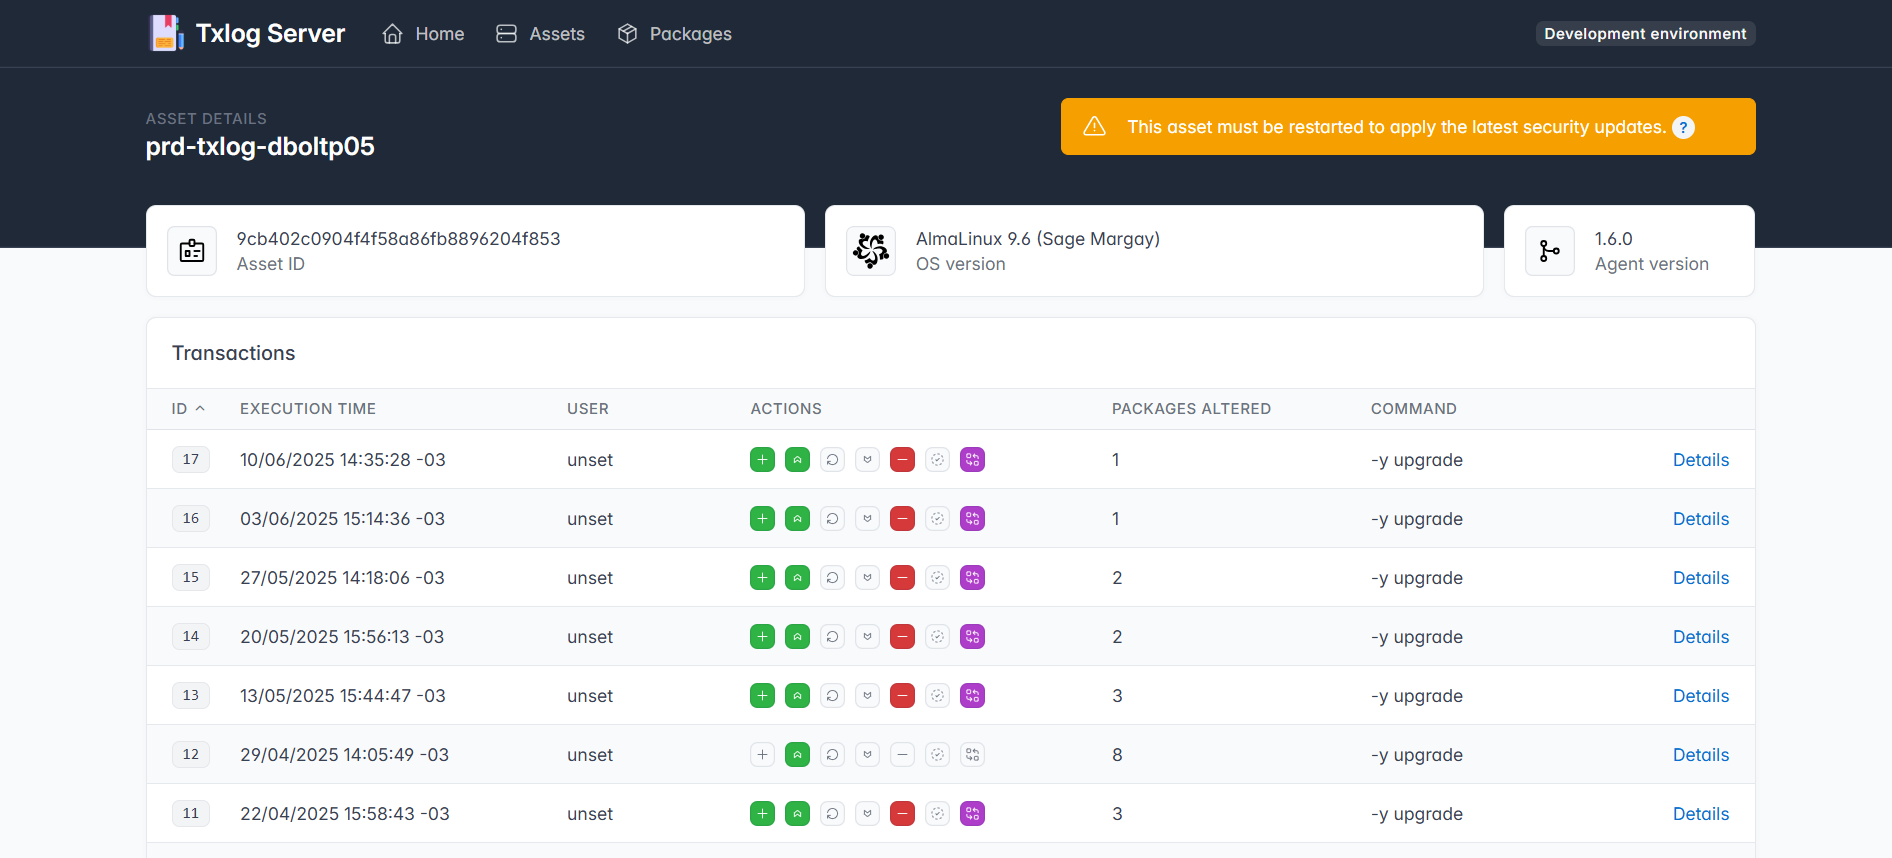 Txlog Server Home Assets Packages Development environment
ASSET DETAILS
prd-txlog-dboltp05
This asset must be restarted to apply the latest security updates. ?
9cb402c0904f4f58a86fb8896204f853
Asset ID
AlmaLinux 9.6 (Sage Margay)
OS version
1.6.0
Agent version
Transactions
ID EXECUTION TIME USER ACTIONS PACKAGES ALTERED COMMAND
17 10/06/2025 14:35:28 -03 unset 1 -y upgrade Details
16 03/06/2025 15:14:36 -03 unset 1 -y upgrade Details
15 27/05/2025 14:18:06 -03 unset 2 -y upgrade Details
14 20/05/2025 15:56:13 -03 unset 2 -y upgrade Details
13 13/05/2025 15:44:47 -03 unset 3 -y upgrade Details
12 29/04/2025 14:05:49 -03 unset 8 -y upgrade Details
11 22/04/2025 15:58:43 -03 unset 3 -y upgrade Details